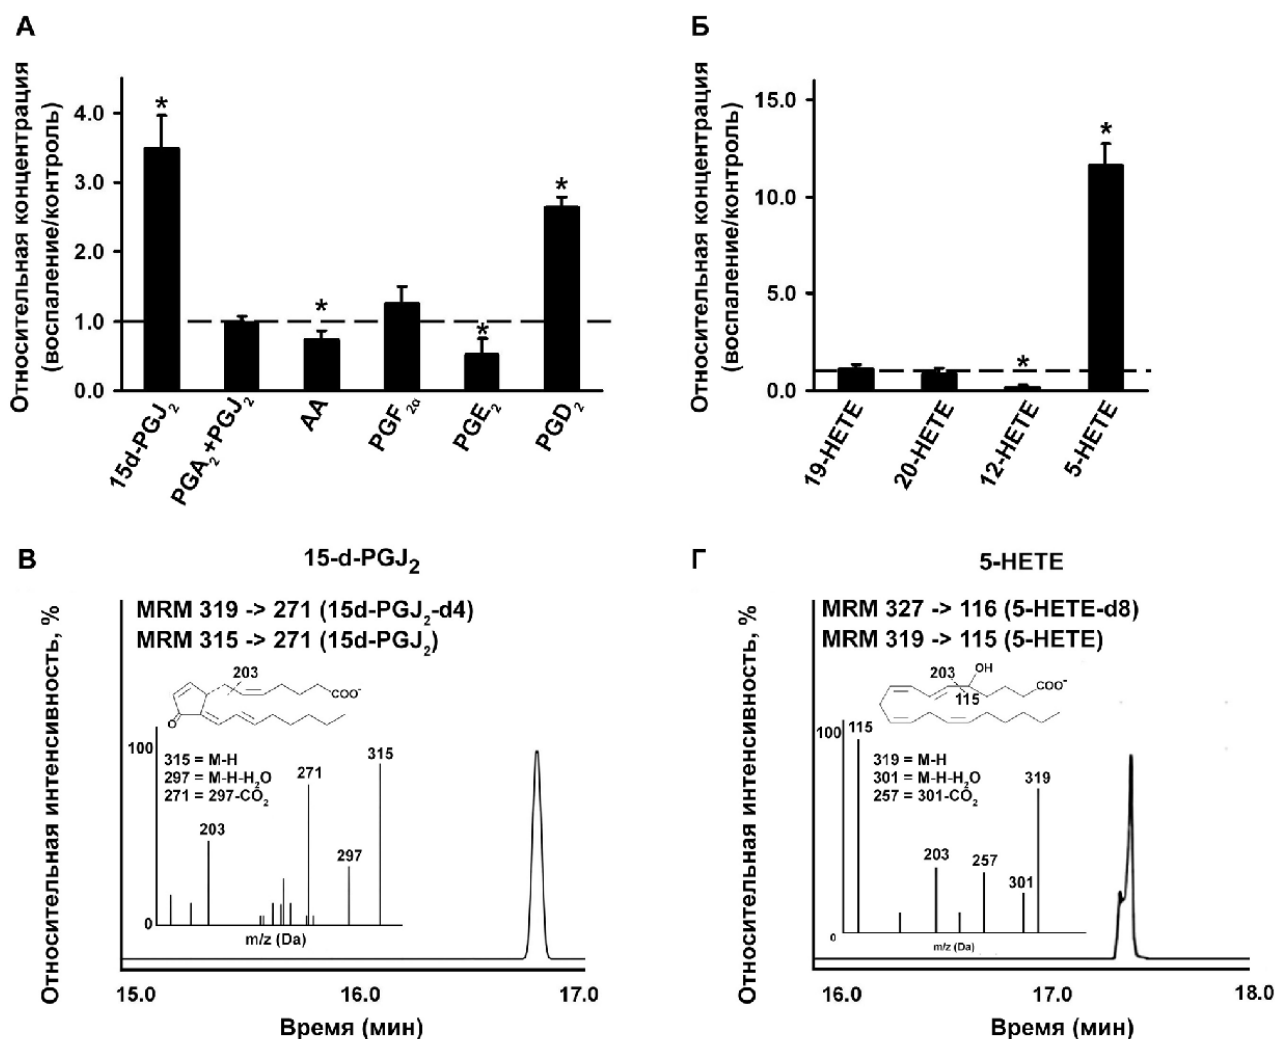 А
Относительная концентрация
(воспаление/контроль)
4.0
3.0
2.0
1.0
0.0
*
*
*
*
15d-PGJ₂
PGA₂+PGJ₂
AA
PGF₂α
PGE₂
PGD₂
Б
Относительная концентрация
(воспаление/контроль)
15.0
10.0
5.0
0.0
*
*
19-HETE
20-HETE
12-HETE
5-HETE
В
15-d-PGJ₂
Относительная интенсивность, %
MRM 319 -> 271 (15d-PGJ₂-d4)
MRM 315 -> 271 (15d-PGJ₂)
203
COO⁻
O
100
315 = M-H
297 = M-H-H₂O
271 = 297-CO₂
203
271
297
315
0
m/z (Da)
15.0
16.0
17.0
Время (мин)
Г
5-HETE
Относительная интенсивность, %
MRM 327 -> 116 (5-HETE-d8)
MRM 319 -> 115 (5-HETE)
203
OH
COO⁻
115
100
115
319 = M-H
301 = M-H-H₂O
257 = 301-CO₂
203
257
301
319
0
m/z (Da)
16.0
17.0
18.0
Время (мин)